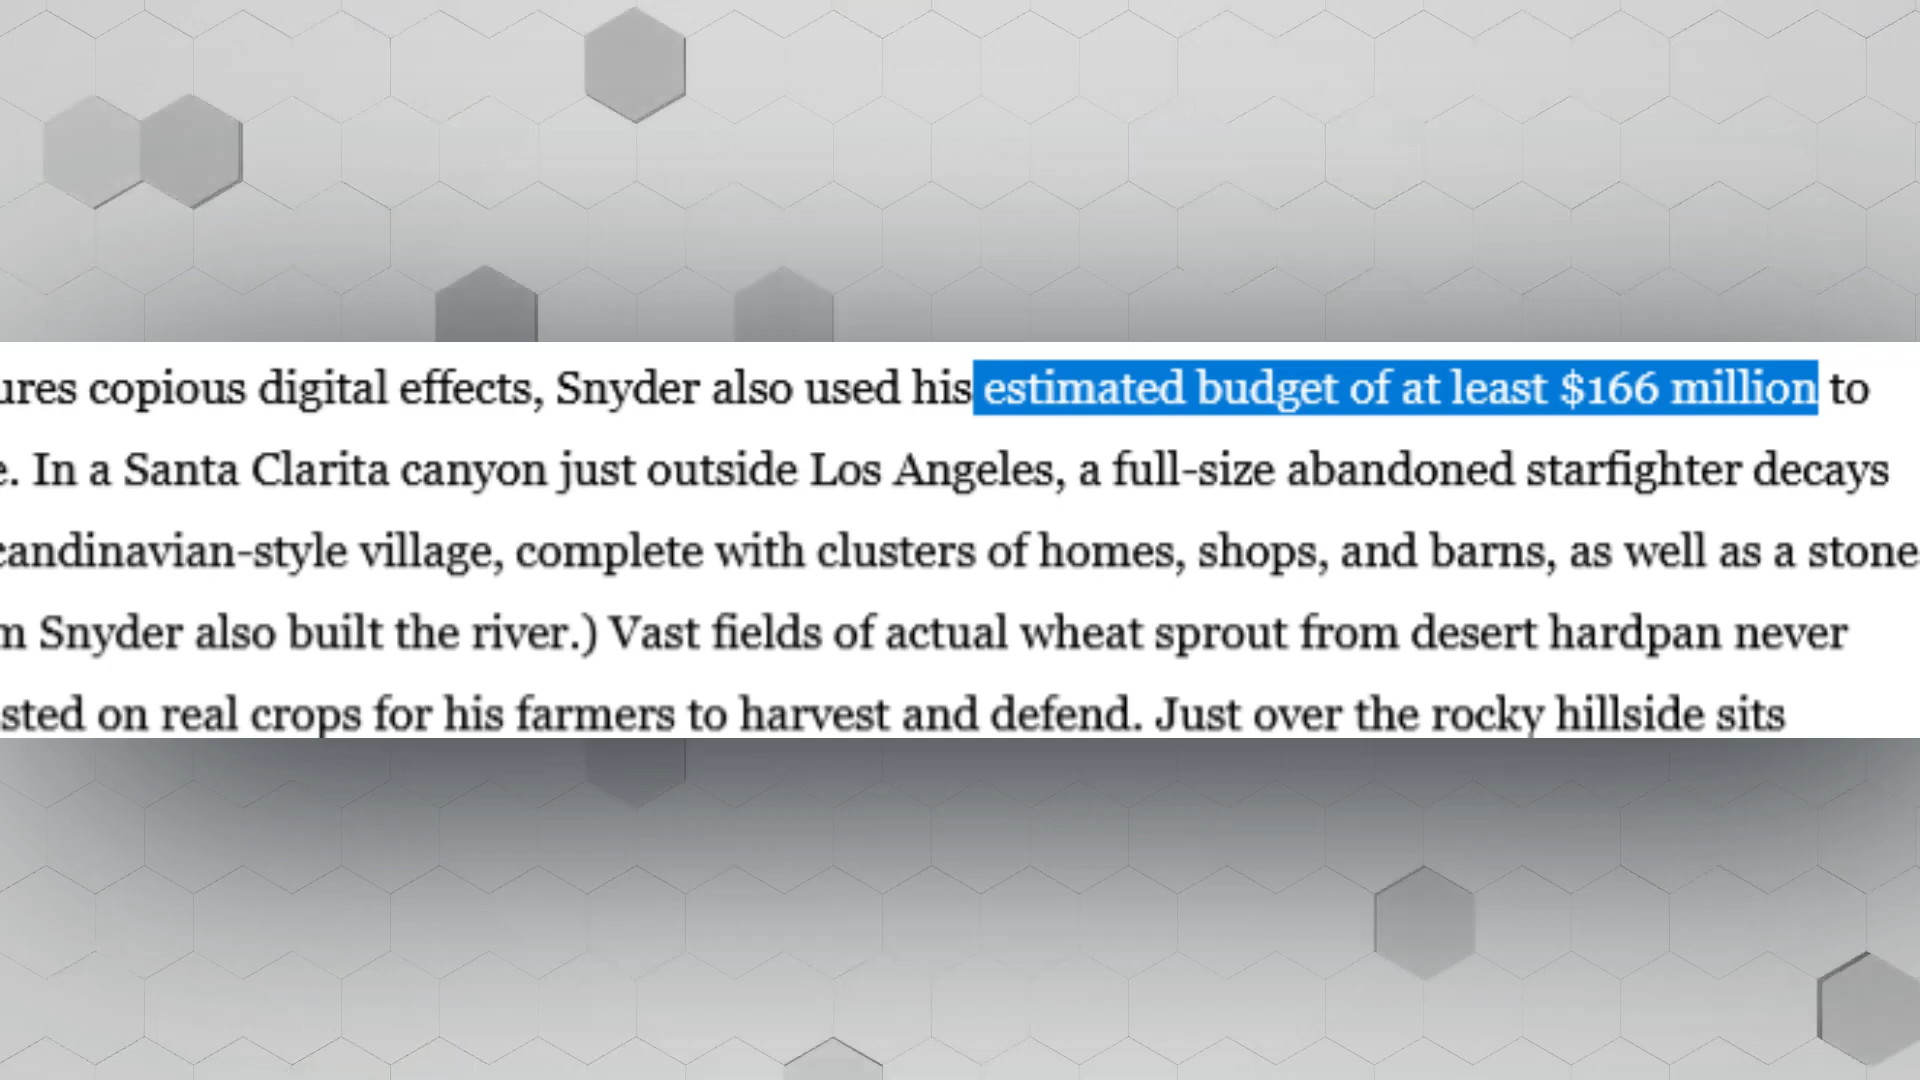 ures copious digital effects, Snyder also used his estimated budget of at least $166 million to
e. In a Santa Clarita canyon just outside Los Angeles, a full-size abandoned starfighter decays
candinavian-style village, complete with clusters of homes, shops, and barns, as well as a stone
m Snyder also built the river.) Vast fields of actual wheat sprout from desert hardpan never
sted on real crops for his farmers to harvest and defend. Just over the rocky hillside sits